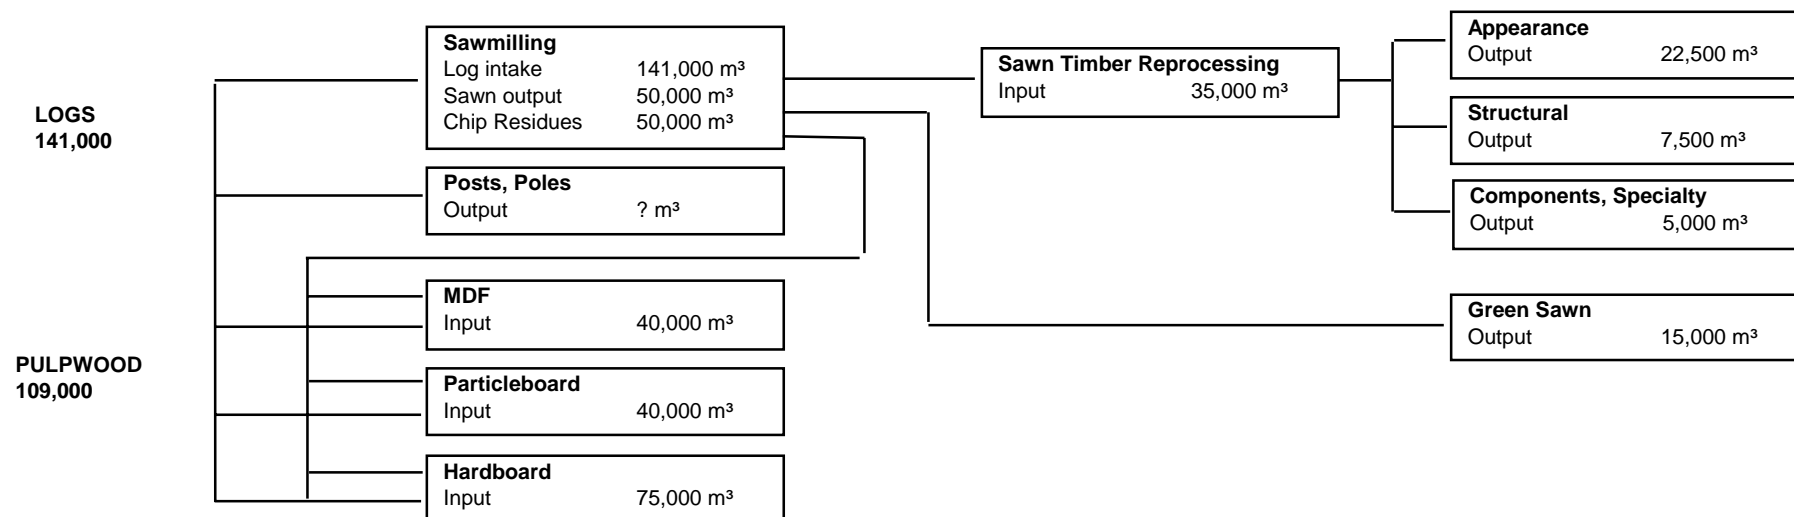 LOGS
141,000
PULPWOOD
109,000
Sawmilling
Log intake 141,000 m³
Sawn output 50,000 m³
Chip Residues 50,000 m³
Posts, Poles
Output ? m³
MDF
Input 40,000 m³
Particleboard
Input 40,000 m³
Hardboard
Input 75,000 m³
Sawn Timber Reprocessing
Input 35,000 m³
Appearance
Output 22,500 m³
Structural
Output 7,500 m³
Components, Specialty
Output 5,000 m³
Green Sawn
Output 15,000 m³